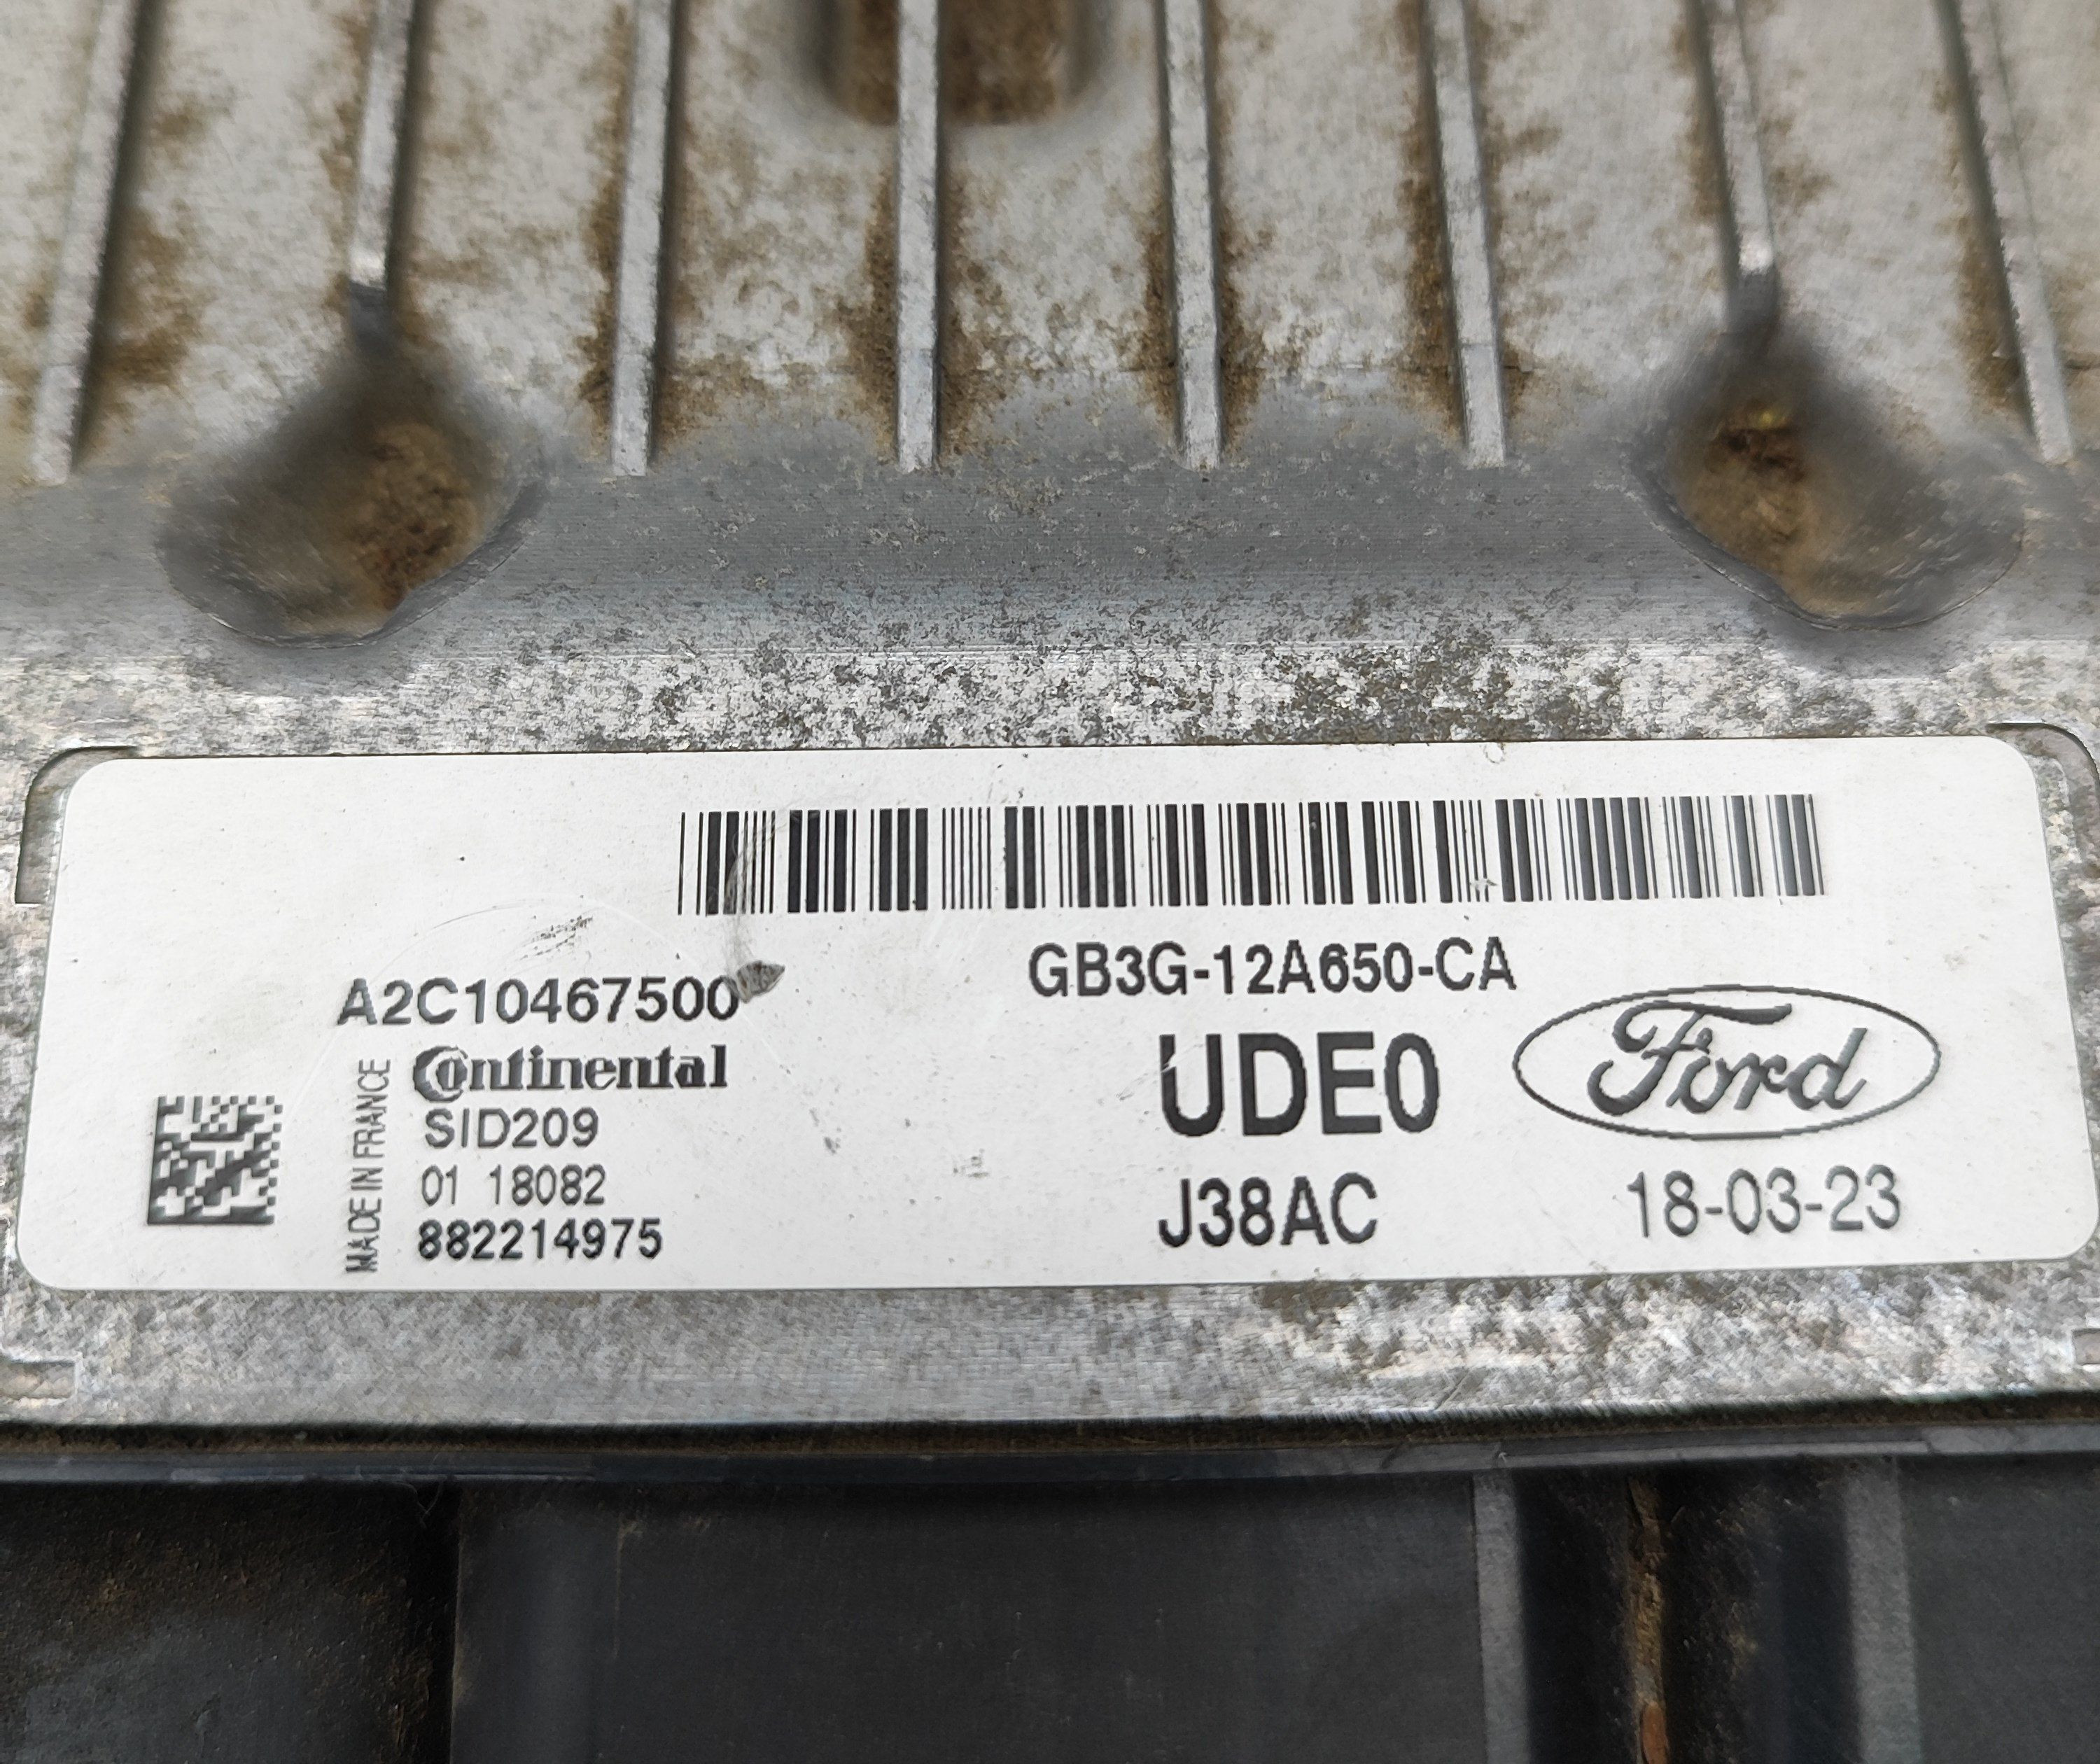 A2C10467500
GB3G-12A650-CA
MADE IN FRANCE
Continental
SID209
01 18082
882214975
UDE0
Ford
J38AC
18-03-23